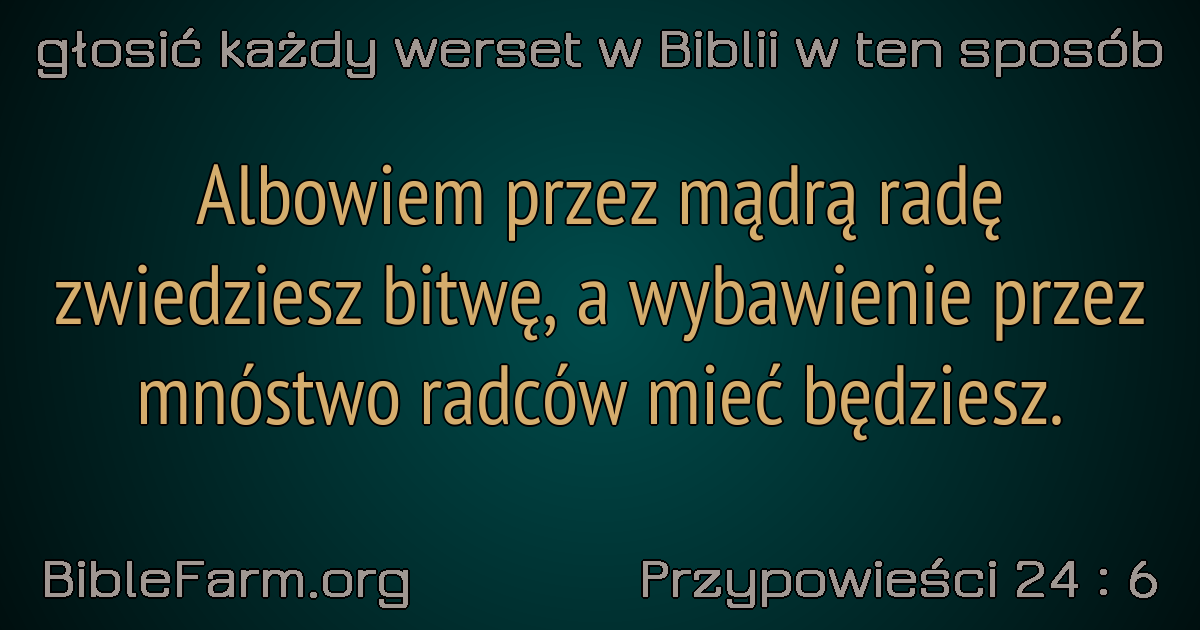 głosić każdy werset w Biblii w ten sposób
Albowiem przez mądrą radę
zwiedziesz bitwę, a wybawienie przez
mnóstwo radców mieć będziesz.
BibleFarm.org
Przypowieści 24 : 6